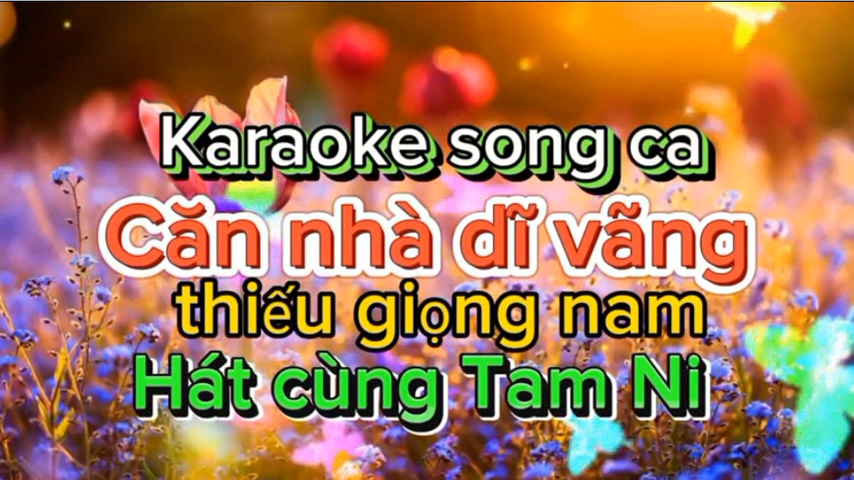 Karaoke song ca
Căn nhà dĩ vãng
thiếu giọng nam
Hát cùng Tam Ni